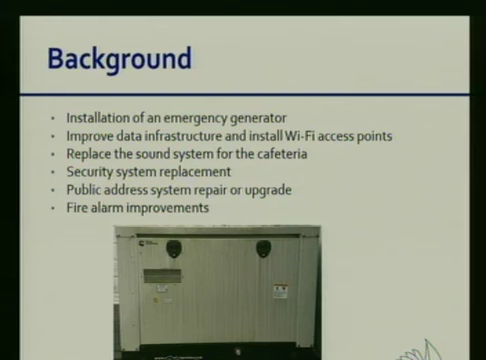 Background
• Installation of an emergency generator
• Improve data infrastructure and install Wi-Fi access points
• Replace the sound system for the cafeteria
• Security system replacement
• Public address system repair or upgrade
• Fire alarm improvements